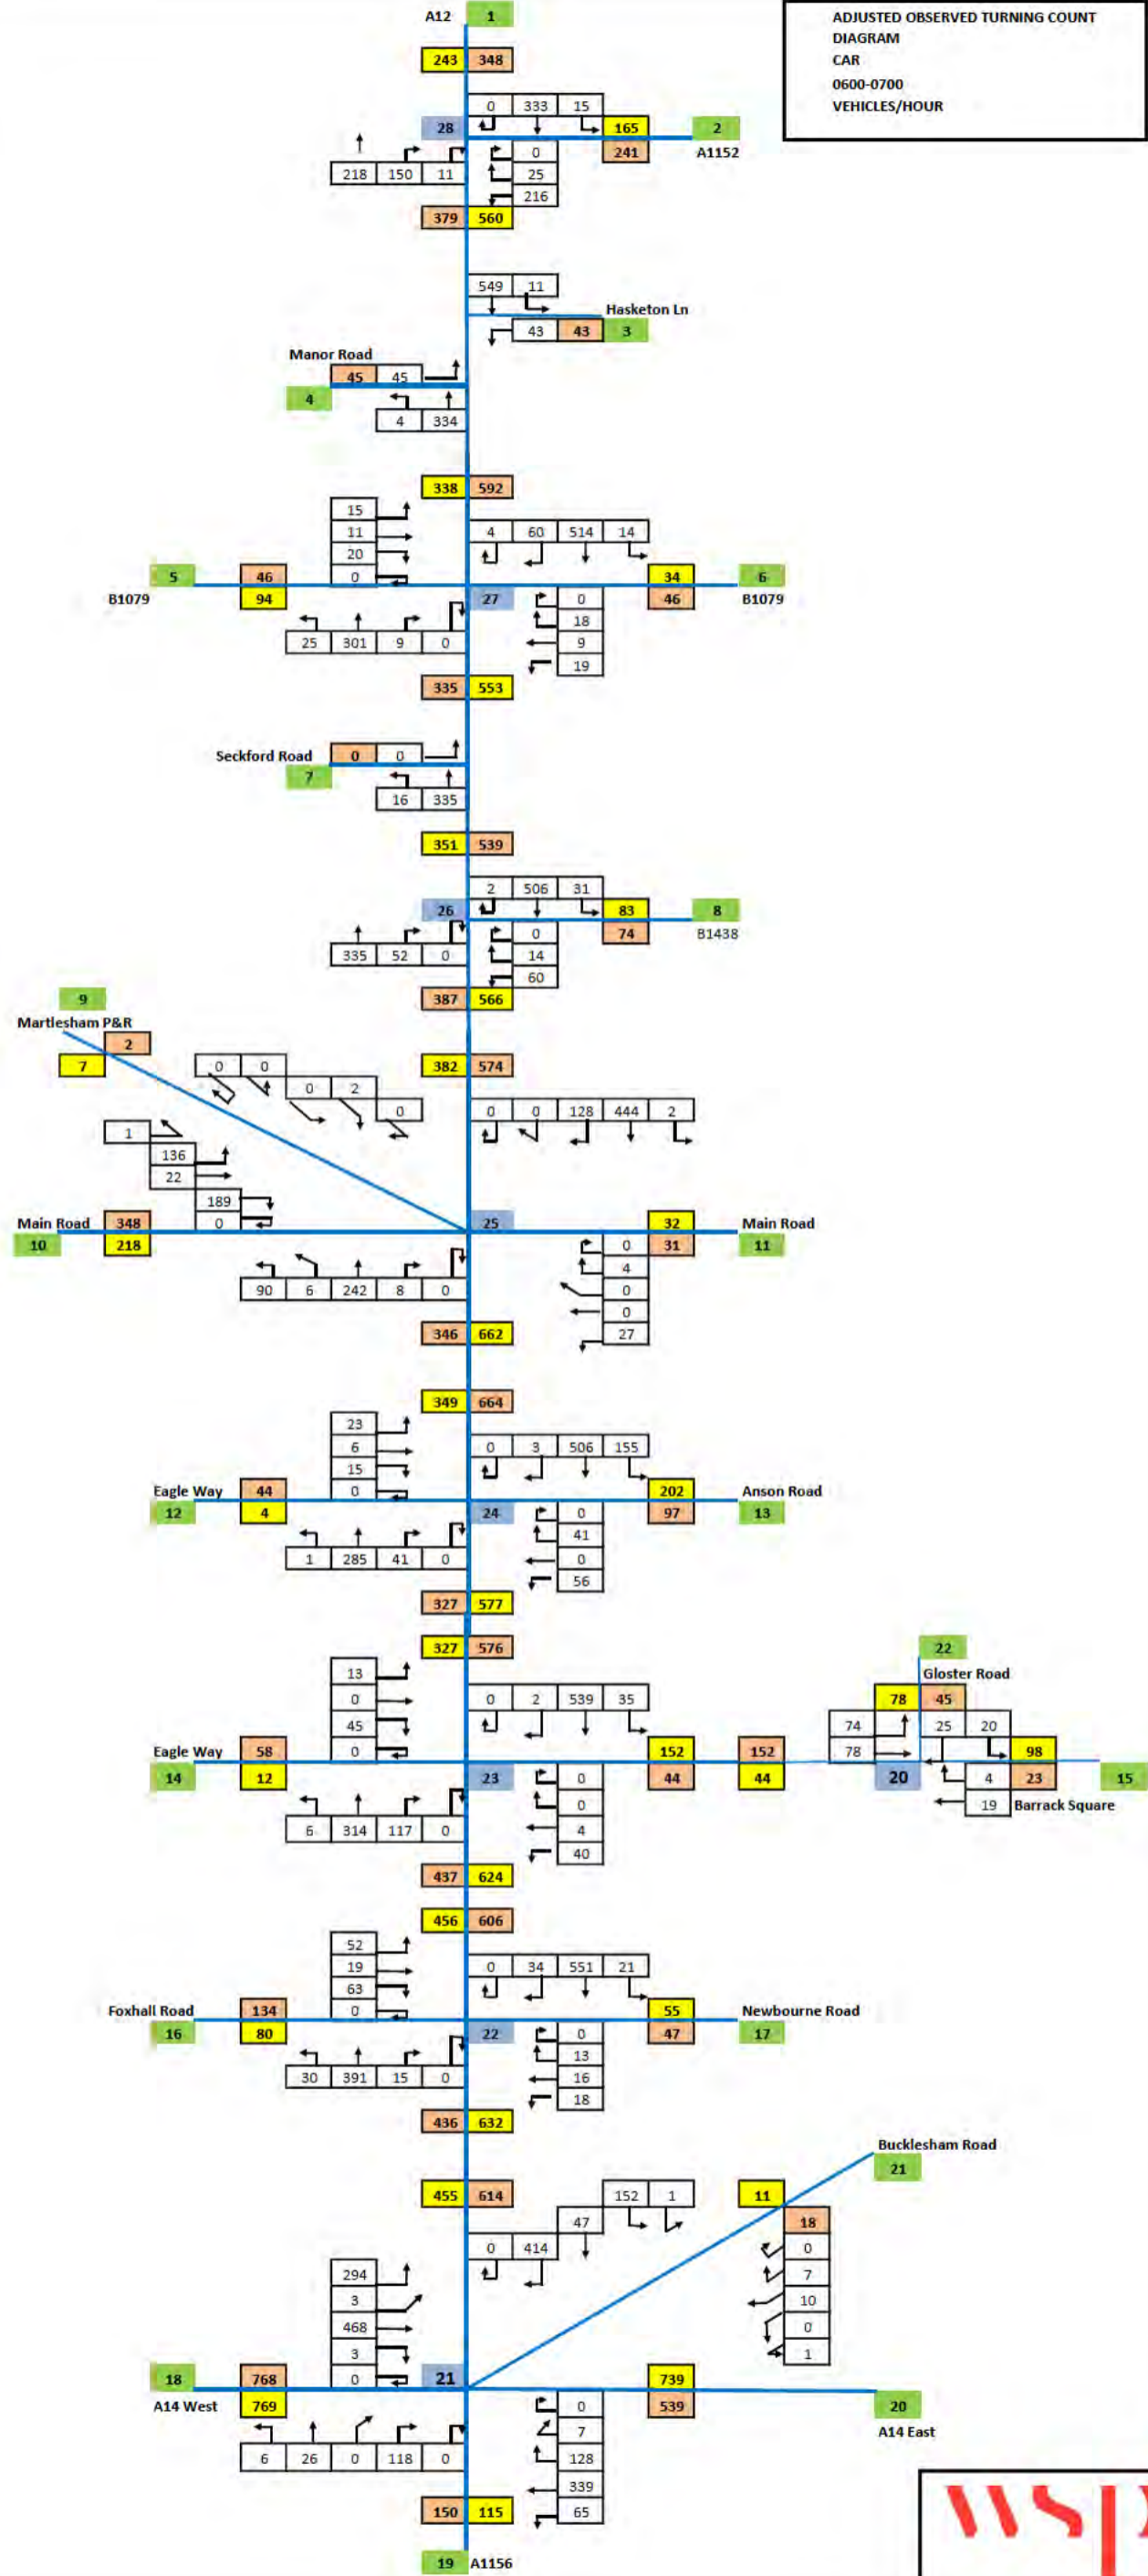 A12 1
ADJUSTED OBSERVED TURNING COUNT
DIAGRAM
CAR
0600-0700
VEHICLES/HOUR
243 348
0 333 15
28 165 2
0 241 A1152
218 150 11 25
216
379 560
549 11
Hasketon Ln
43 43 3
Manor Road
45 45
4
4 334
338 592
15
11 4 60 514 14
20
5 46 0 34 6
B1079 94 27 0 46 B1079
18
25 301 9 0 9
19
335 553
Seckford Road 0 0
7
16 335
351 539
2 506 31
26 83 8
0 74 B1438
335 52 0 14
60
387 566
9
Martlesham P&R
2
7 0 0 382 574
0 2
0 0 0 128 444 2
1
136
22
189
Main Road 348 0 25 32 Main Road
10 218 0 31 11
4
90 6 242 8 0 0
0
346 662 27
349 664
23
6 0 3 506 155
15
Eagle Way 44 0 202 Anson Road
12 4 24 0 97 13
41
1 285 41 0 0
56
327 577
327 576 22
13 Gloster Road
0 0 2 539 35 78 45
45 74 25 20
Eagle Way 58 0 152 152 78 98
14 12 23 0 44 44 20 4 23 15
0 19 Barrack Square
6 314 117 0 4
40
437 624
456 606
52
19 0 34 551 21
63
Foxhall Road 134 0 55 Newbourne Road
16 80 22 0 47 17
13
30 391 15 0 16
18
436 632
Bucklesham Road
21
455 614 152 1 11
47 18
0 414 0
294 7
3 10
468 0
3 1
18 768 0 21 739
A14 West 769 539 20
0 A14 East
7
6 26 0 118 0 128
339
150 115 65
wsp
19 A1156